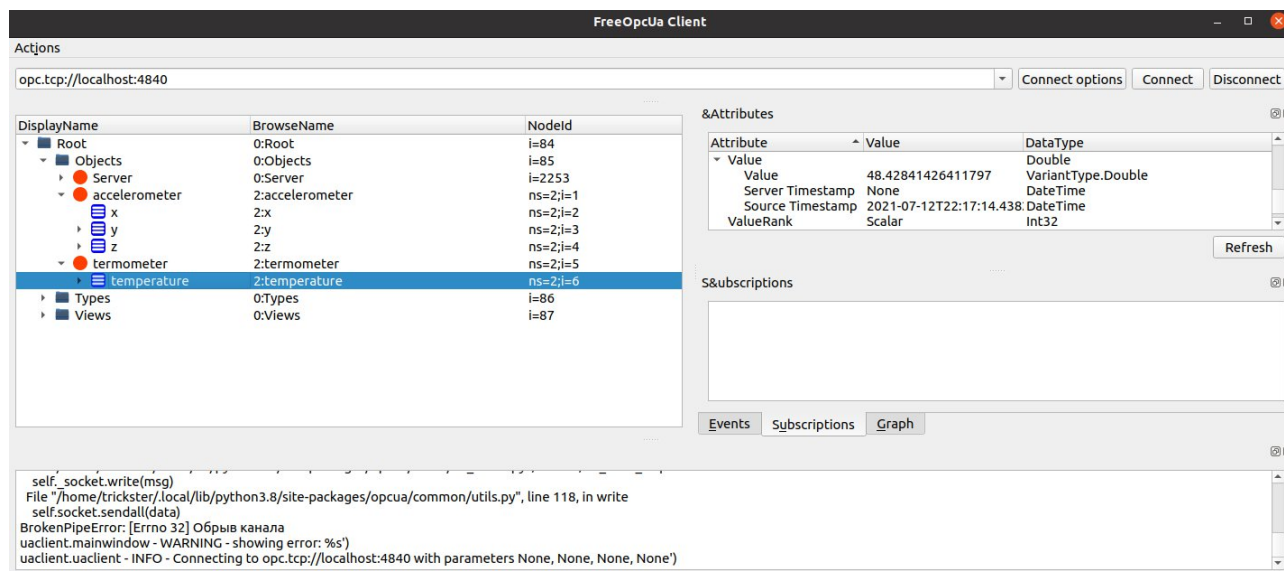 FreeOpcUa Client
Actions
opc.tcp://localhost:4840 Connect options Connect Disconnect
DisplayName BrowseName NodeId
Root 0:Root i=84
Objects 0:Objects i=85
Server 0:Server i=2253
accelerometer 2:accelerometer ns=2;i=1
x 2:x ns=2;i=2
y 2:y ns=2;i=3
z 2:z ns=2;i=4
termometer 2:termometer ns=2;i=5
temperature 2:temperature ns=2;i=6
Types 0:Types i=86
Views 0:Views i=87
&Attributes
Attribute Value DataType
Value Double
Value 48.42841426411797 VariantType.Double
Server Timestamp None DateTime
Source Timestamp 2021-07-12T22:17:14.438 DateTime
ValueRank Scalar Int32
Refresh
S&ubscriptions
Events Subscriptions Graph
self._socket.write(msg)
File "/home/trickster/.local/lib/python3.8/site-packages/opcua/common/utils.py", line 118, in write
self.socket.sendall(data)
BrokenPipeError: [Errno 32] Обрыв канала
uaclient.mainwindow - WARNING - showing error: %s')
uaclient.uaclient - INFO - Connecting to opc.tcp://localhost:4840 with parameters None, None, None, None')